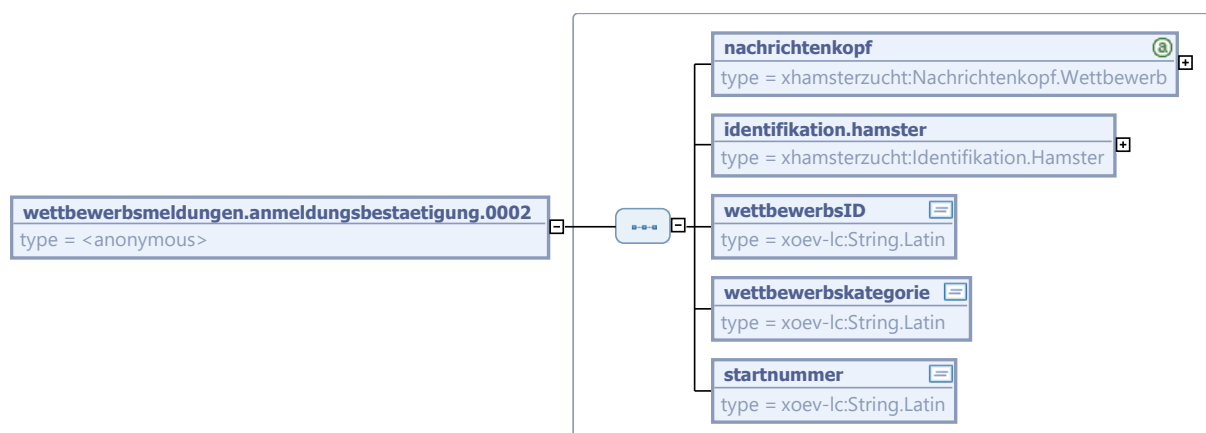 nachrichtenkopf
type = xhamsterzucht:Nachrichtenkopf.Wettbewerb
identifikation.hamster
type = xhamsterzucht:Identifikation.Hamster
wettbewerbsmeldungen.anmeldungsbestaetigung.0002
type = <anonymous>
wettbewerbsID
type = xoev-lc:String.Latin
wettbewerbskategorie
type = xoev-lc:String.Latin
startnummer
type = xoev-lc:String.Latin